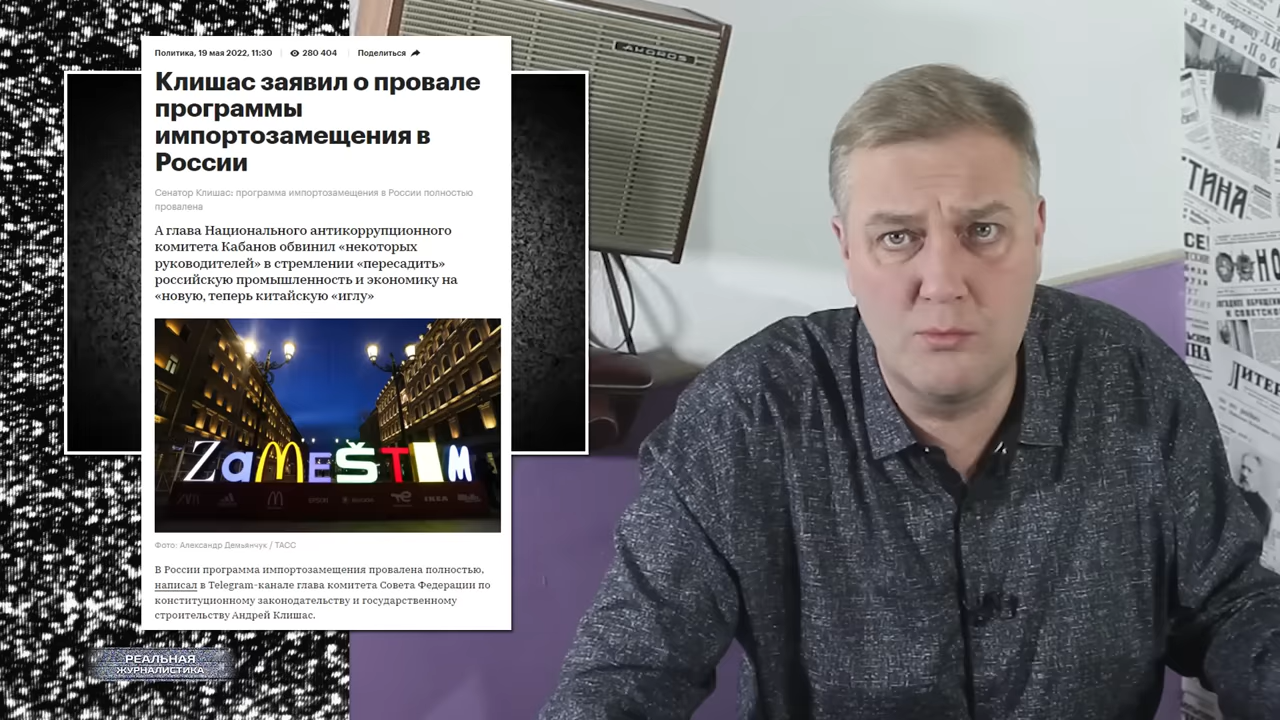 Политика, 19 мая 2022, 11:30
280 404
Поделиться
Клишас заявил о провале
программы
импортозамещения в
России
Сенатор Клишас: программа импортозамещения в России полностью
провалена
А глава Национального антикоррупционного
комитета Кабанов обвинил «некоторых
руководителей» в стремлении «пересадить»
российскую промышленность и экономику на
«новую, теперь китайскую «иглу»
ZaMEŠTIM
Фото: Александр Демьянчук / ТАСС
В России программа импортозамещения провалена полностью,
написал в Telegram-канале глава комитета Совета Федерации по
конституционному законодательству и государственному
строительству Андрей Клишас.
РЕАЛЬНАЯ
ЖУРНАЛИСТИКА
ТИНА
ЛИТЕР